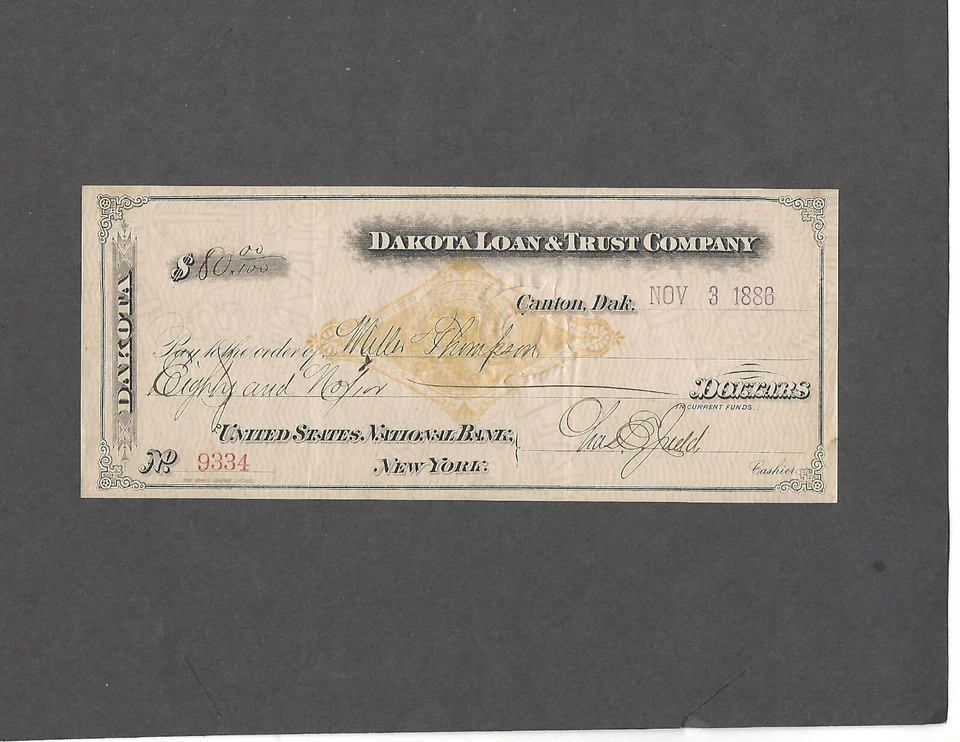 DAKOTA LOAN & TRUST COMPANY
$ 80.00/100
Canton, Dak. NOV 3 1886
DAKOTA
Pay to the order of Miller & Thompson
Eighty and No/100 DOLLARS
IN CURRENT FUNDS.
UNITED STATES NATIONAL BANK,
NEW YORK.
No 9334
Cashier.